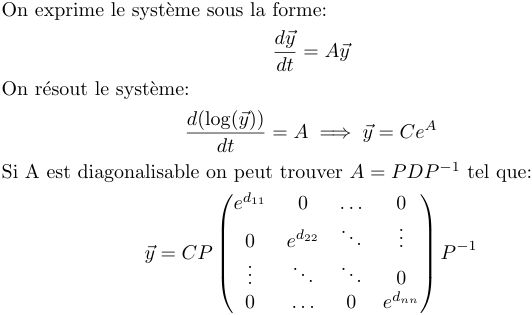 On exprime le système sous la forme:
$$\frac{d\vec{y}}{dt} = A\vec{y}$$
On résout le système:
$$\frac{d(\log(\vec{y}))}{dt} = A \implies \vec{y} = Ce^{A}$$
Si A est diagonalisable on peut trouver $A = PDP^{-1}$ tel que:
$$\vec{y} = CP \begin{pmatrix} e^{d_{11}} & 0 & \dots & 0 \\ 0 & e^{d_{22}} & \ddots & \vdots \\ \vdots & \ddots & \ddots & 0 \\ 0 & \dots & 0 & e^{d_{nn}} \end{pmatrix} P^{-1}$$